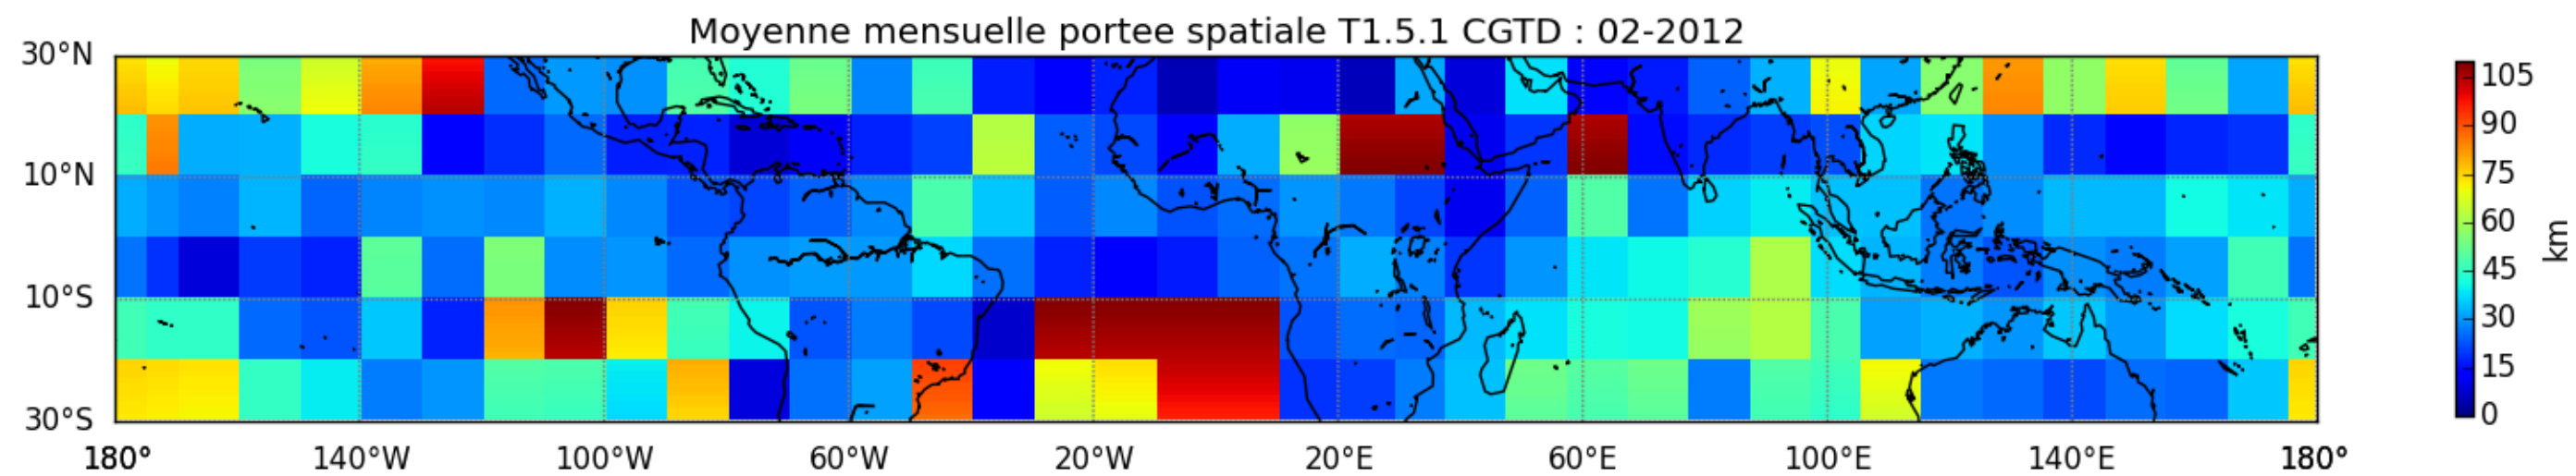 Moyenne mensuelle portee spatiale T1.5.1 CGTD : 02-2012
30°N
10°N
10°S
30°S
180° 140°W 100°W 60°W 20°W 20°E 60°E 100°E 140°E 180°
105
90
75
60
45
30
15
0
km